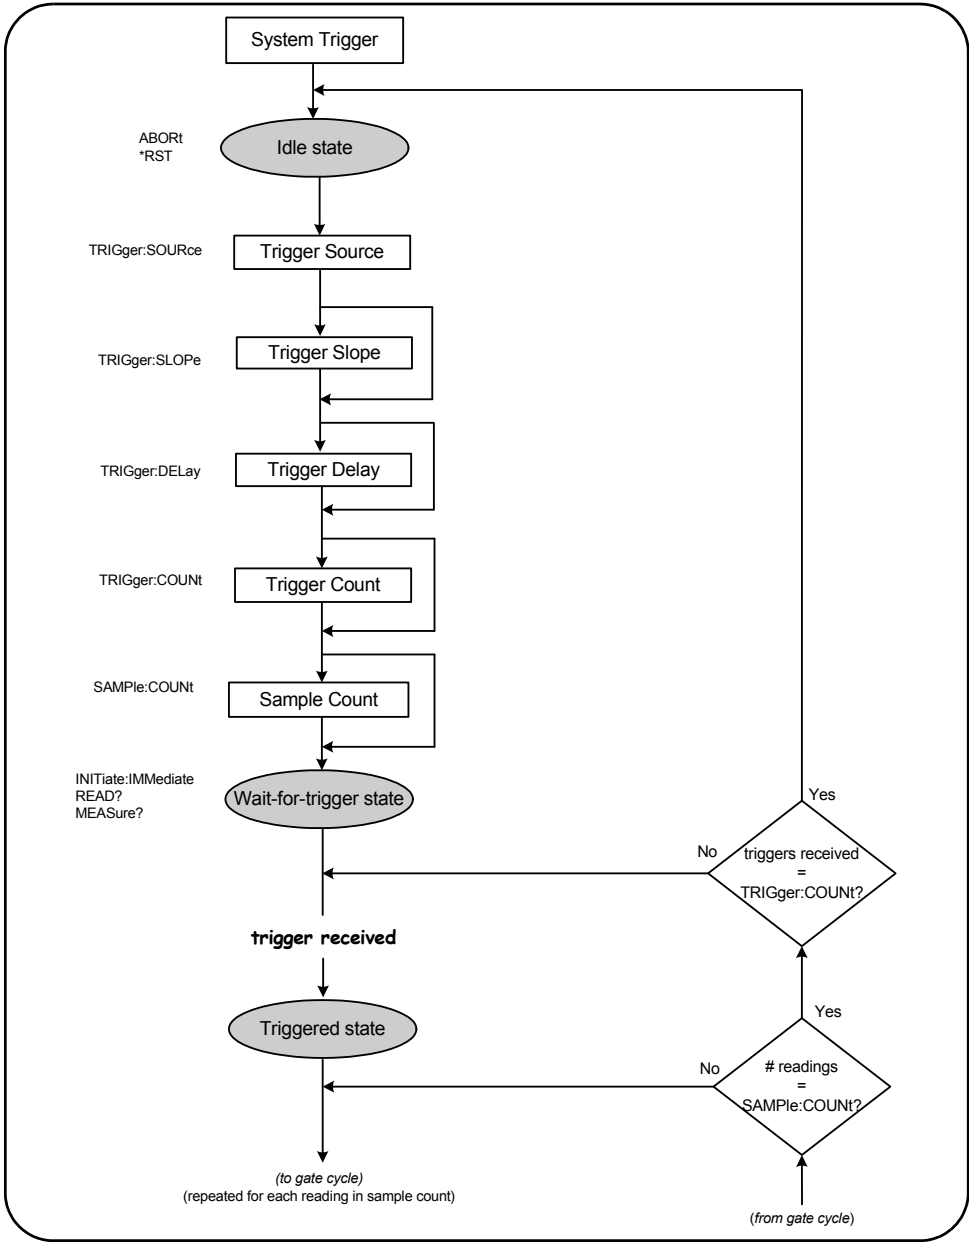 System Trigger
ABORt
*RST
Idle state
TRIGger:SOURce
Trigger Source
TRIGger:SLOPe
Trigger Slope
TRIGger:DELay
Trigger Delay
TRIGger:COUNt
Trigger Count
SAMPle:COUNt
Sample Count
INITiate:IMMediate
READ?
MEASure?
Wait-for-trigger state
Yes
No
triggers received
=
TRIGger:COUNt?
trigger received
Triggered state
Yes
No
# readings
=
SAMPle:COUNt?
(to gate cycle)
(repeated for each reading in sample count)
(from gate cycle)